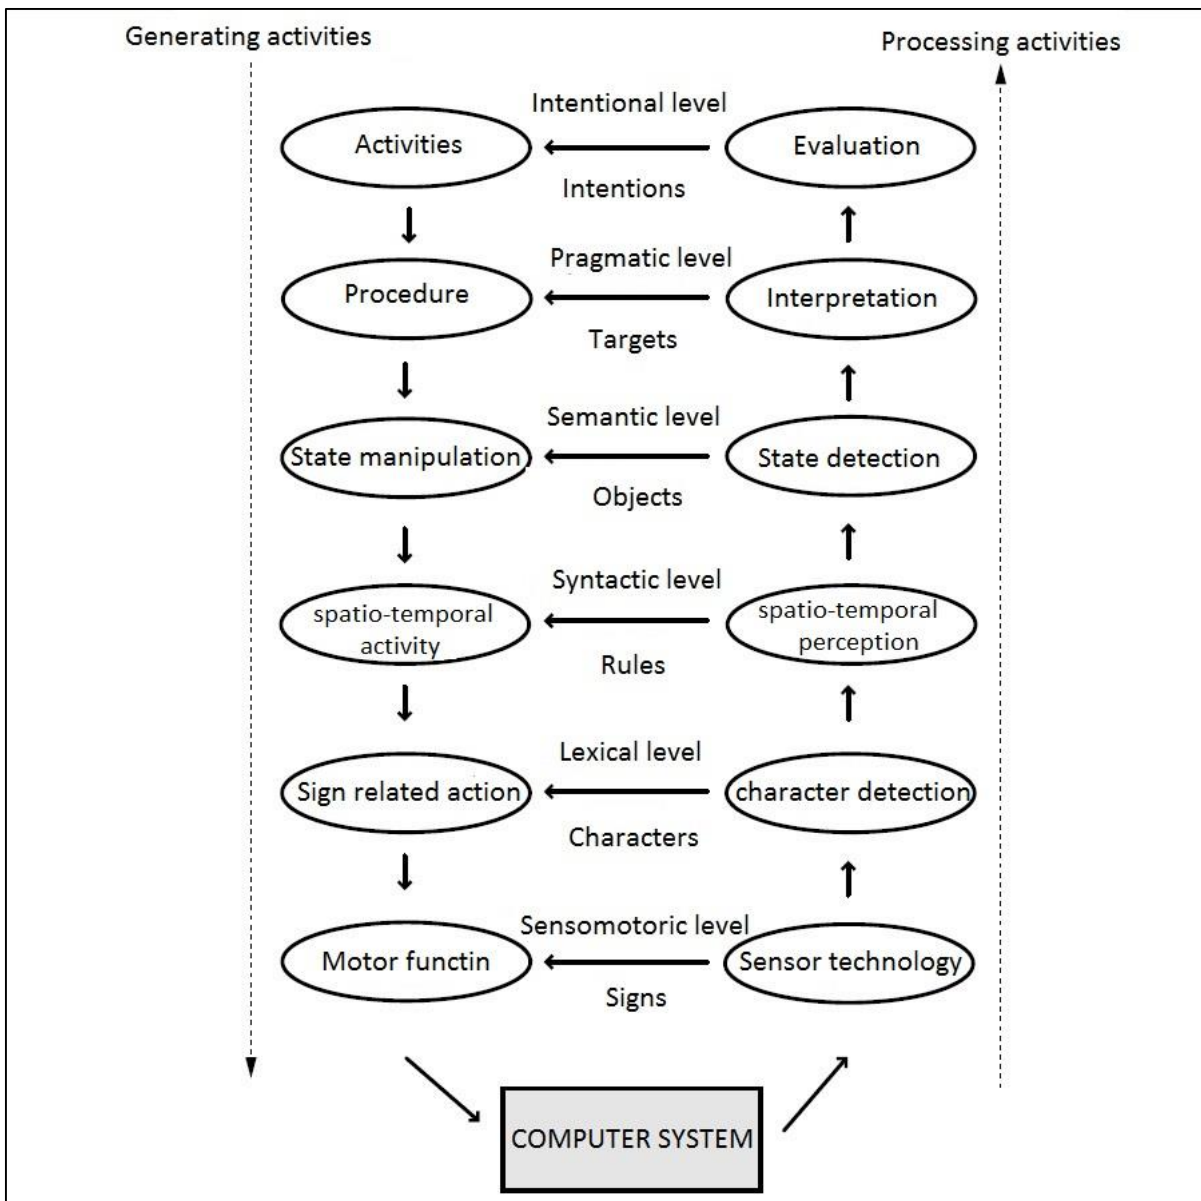 Generating activities
Processing activities
Intentional level
Activities
Evaluation
Intentions
Pragmatic level
Procedure
Interpretation
Targets
Semantic level
State manipulation
State detection
Objects
Syntactic level
spatio-temporal
activity
spatio-temporal
perception
Rules
Lexical level
Sign related action
character detection
Characters
Sensomotoric level
Motor functin
Sensor technology
Signs
COMPUTER SYSTEM